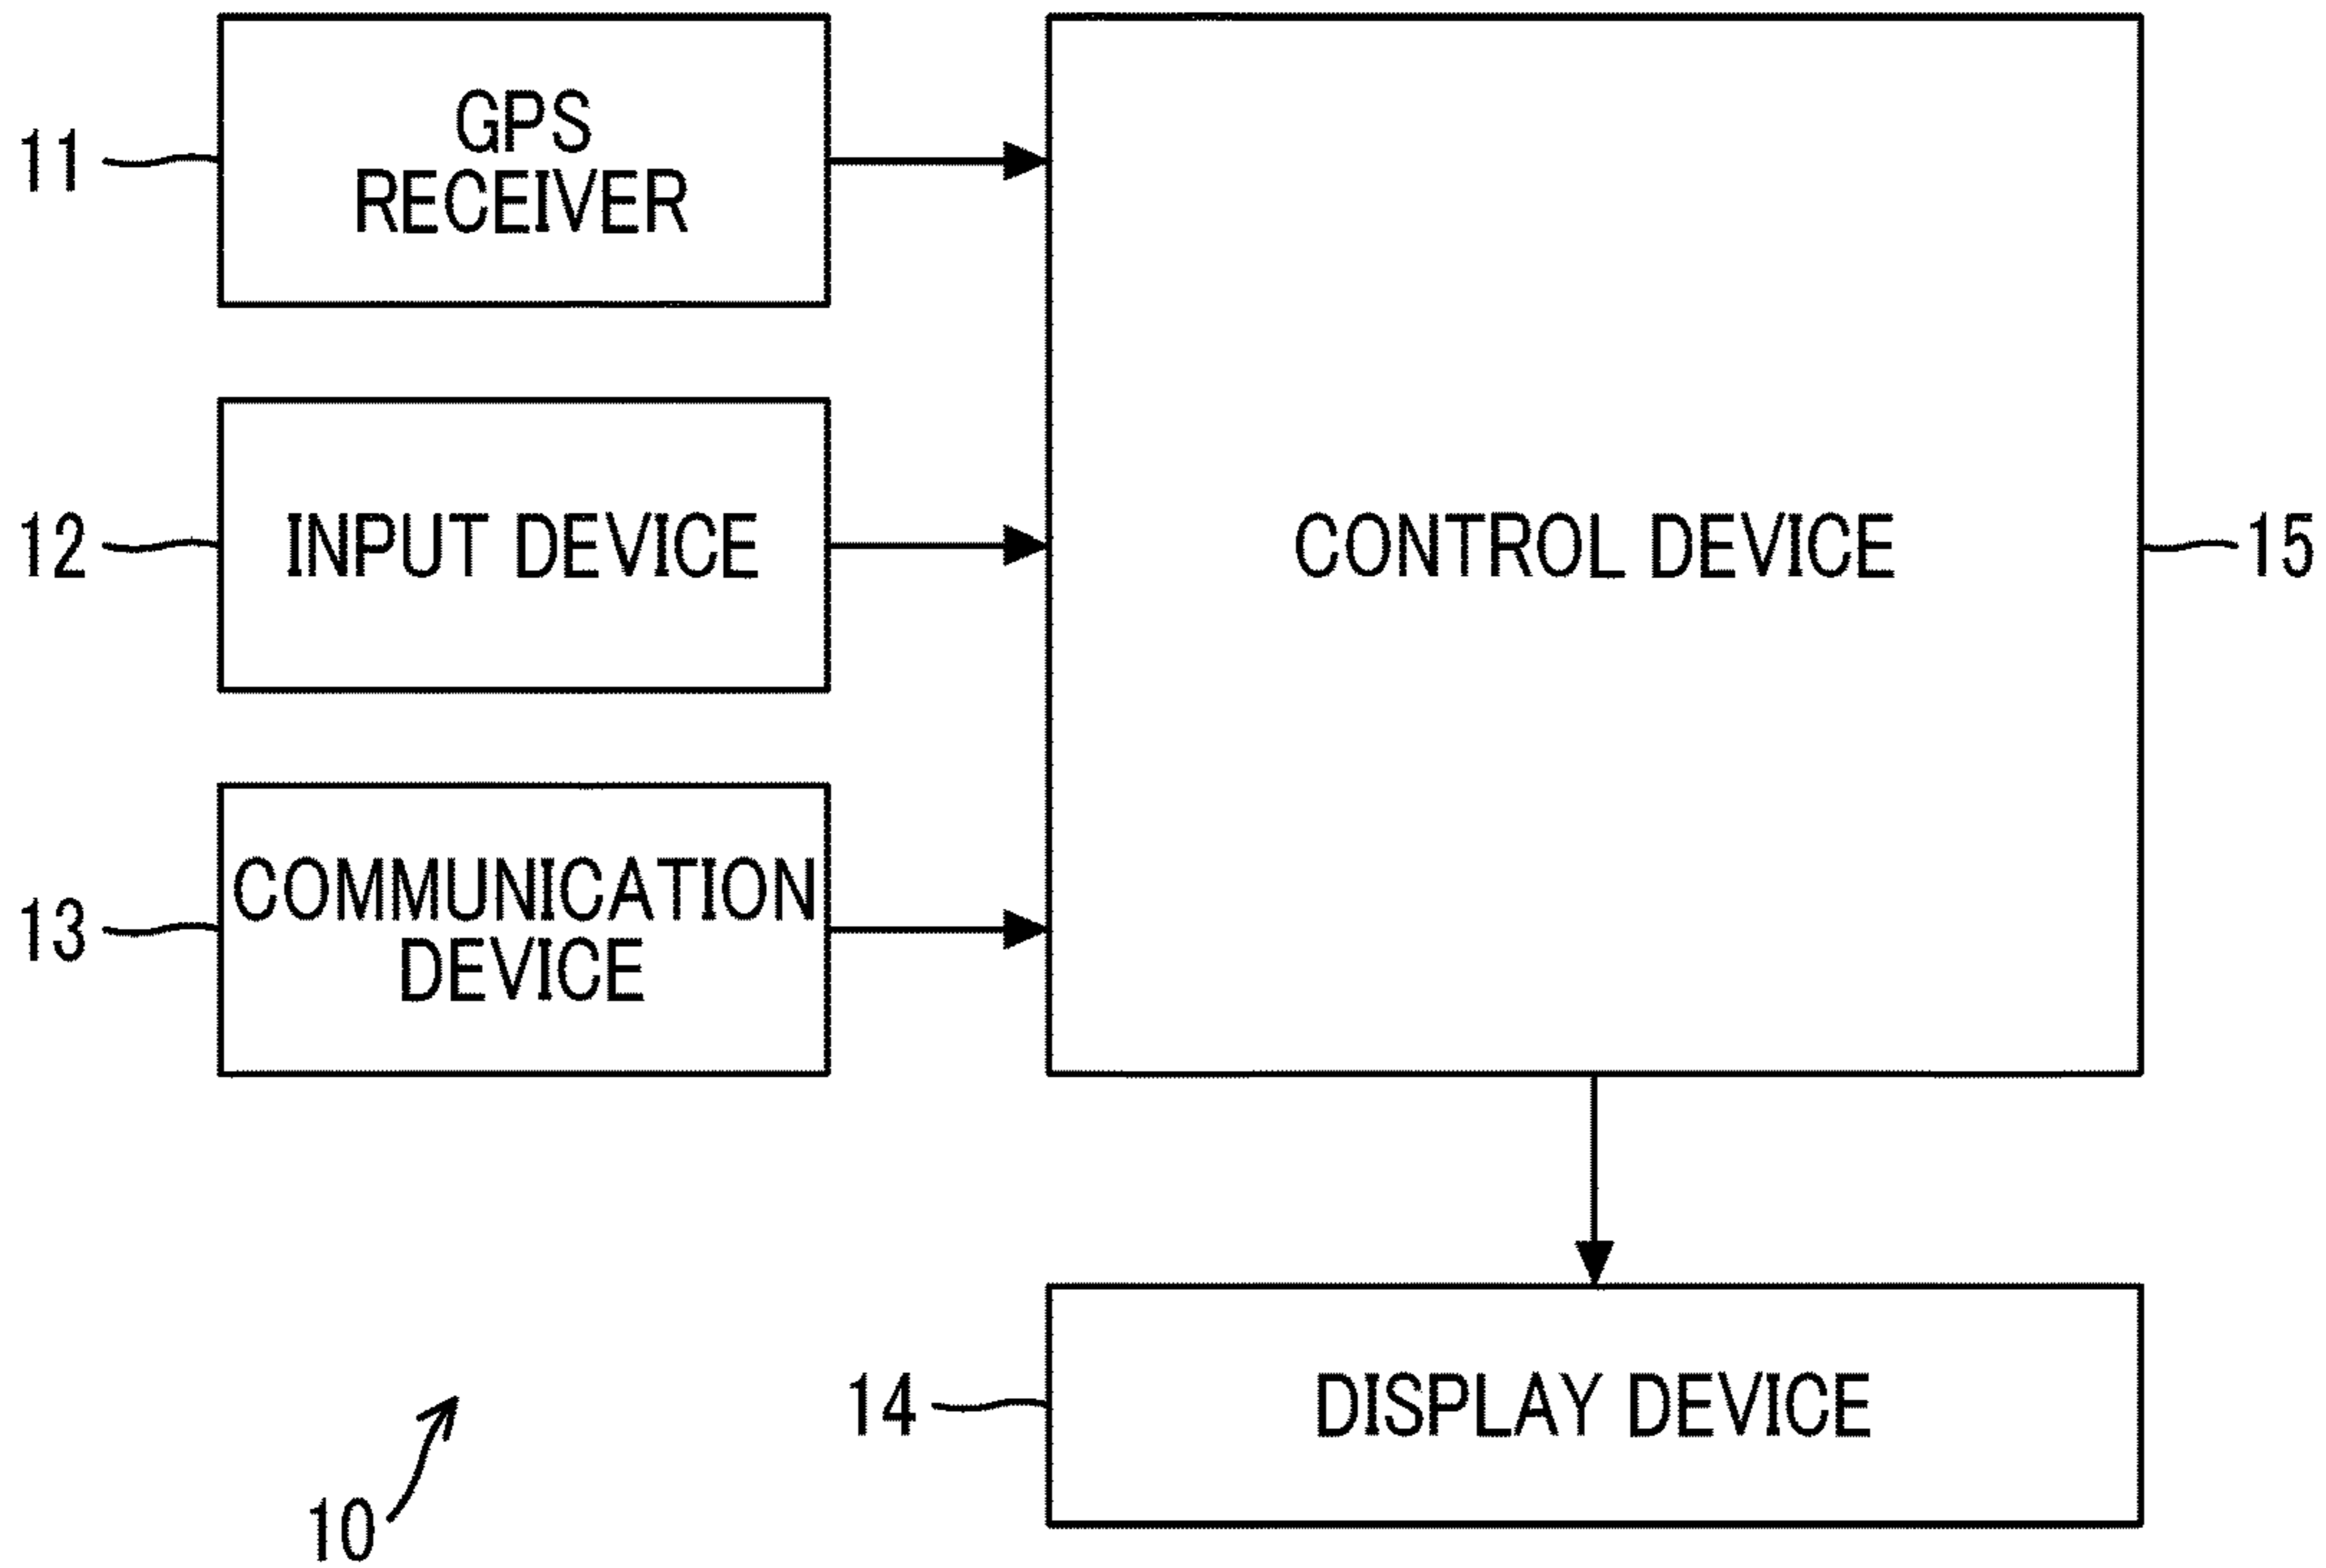 GPS
RECEIVER
11
INPUT DEVICE
12
CONTROL DEVICE
15
COMMUNICATION
DEVICE
13
DISPLAY DEVICE
14
10